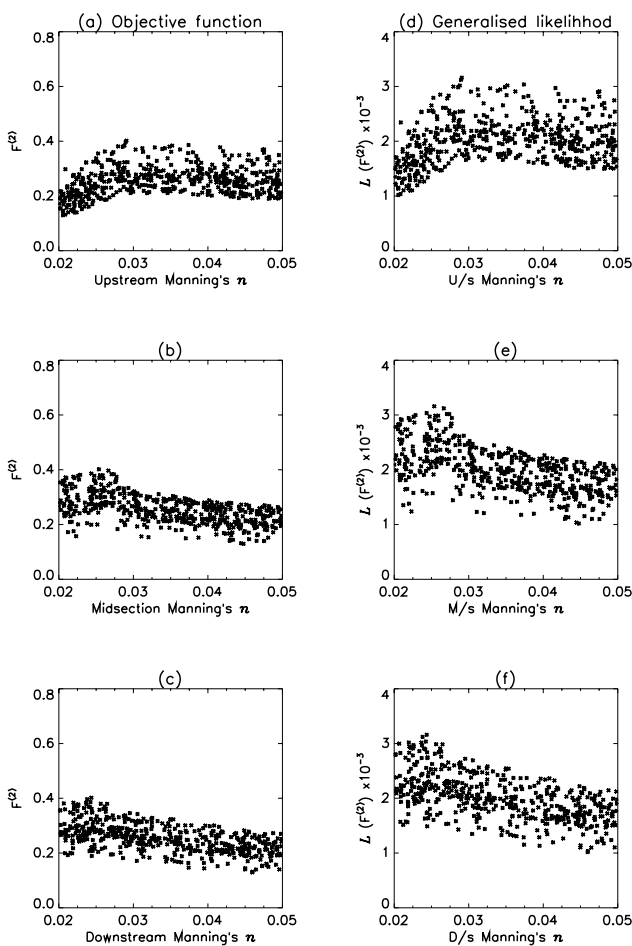 (a) Objective function
0.8
0.6
0.4
0.2
0.0
F(2)
0.02 0.03 0.04 0.05
Upstream Manning's n
(d) Generalised likelihhod
4
3
2
1
0
L (F(2)) ×10−3
0.02 0.03 0.04 0.05
U/s Manning's n
(b)
0.8
0.6
0.4
0.2
0.0
F(2)
0.02 0.03 0.04 0.05
Midsection Manning's n
(e)
4
3
2
1
0
L (F(2)) ×10−3
0.02 0.03 0.04 0.05
M/s Manning's n
(c)
0.8
0.6
0.4
0.2
0.0
F(2)
0.02 0.03 0.04 0.05
Downstream Manning's n
(f)
4
3
2
1
0
L (F(2)) ×10−3
0.02 0.03 0.04 0.05
D/s Manning's n